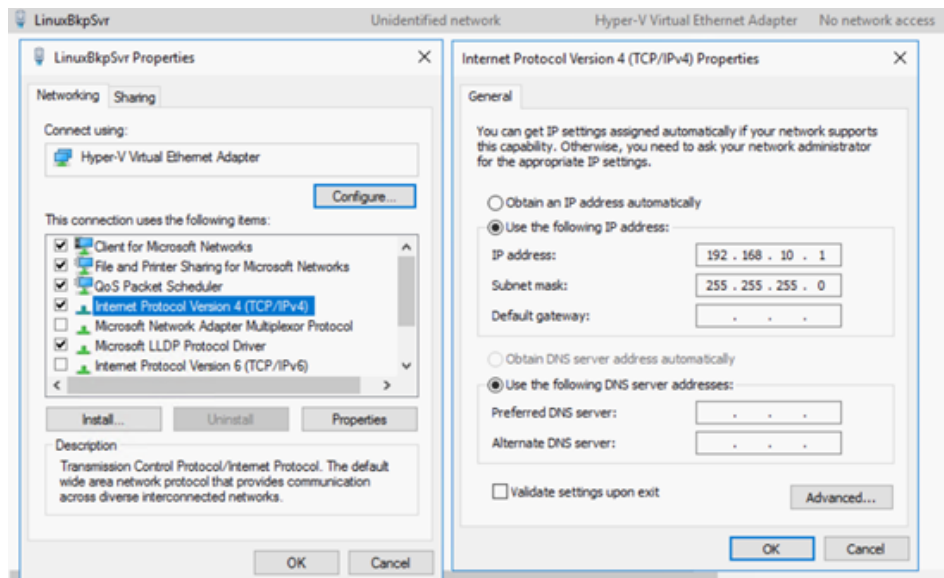 LinuxBkpSvr Unidentified network Hyper-V Virtual Ethernet Adapter No network access
LinuxBkpSvr Properties
Networking Sharing
Connect using:
Hyper-V Virtual Ethernet Adapter
Configure...
This connection uses the following items:
Client for Microsoft Networks
File and Printer Sharing for Microsoft Networks
QoS Packet Scheduler
Internet Protocol Version 4 (TCP/IPv4)
Microsoft Network Adapter Multiplexor Protocol
Microsoft LLDP Protocol Driver
Internet Protocol Version 6 (TCP/IPv6)
Install... Uninstall Properties
Description
Transmission Control Protocol/Internet Protocol. The default
wide area network protocol that provides communication
across diverse interconnected networks.
OK Cancel
Internet Protocol Version 4 (TCP/IPv4) Properties
General
You can get IP settings assigned automatically if your network supports
this capability. Otherwise, you need to ask your network administrator
for the appropriate IP settings.
Obtain an IP address automatically
Use the following IP address:
IP address: 192 . 168 . 10 . 1
Subnet mask: 255 . 255 . 255 . 0
Default gateway: . . .
Obtain DNS server address automatically
Use the following DNS server addresses:
Preferred DNS server: . . .
Alternate DNS server: . . .
Validate settings upon exit
Advanced...
OK Cancel